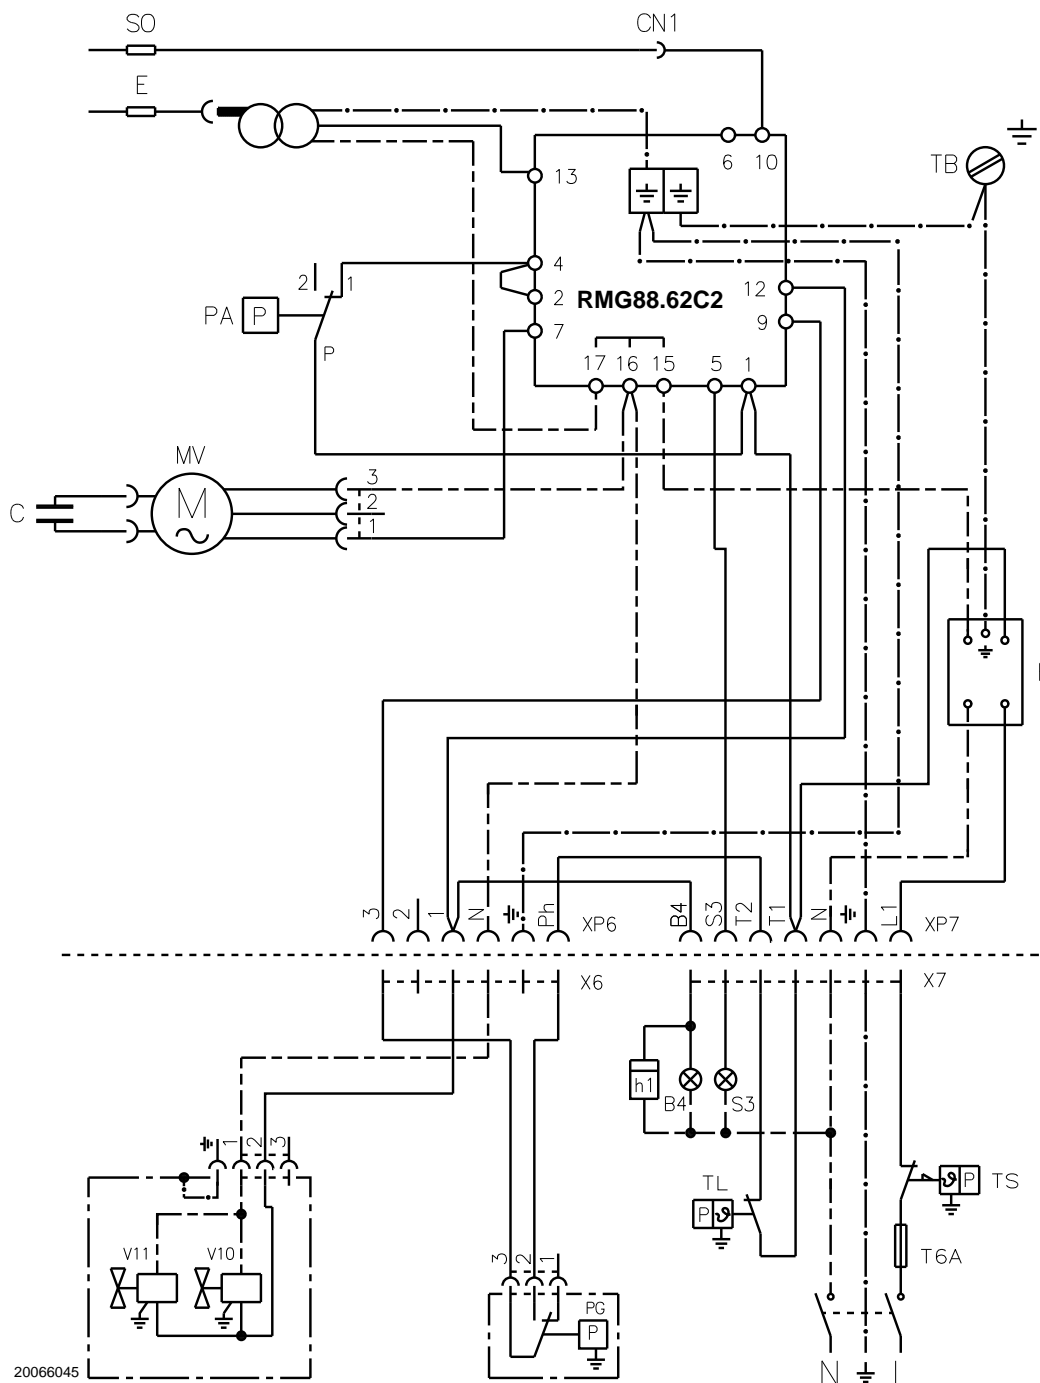 SO
CN1
E
6 10
TB
13
4
2 1
12
PA P
2 RMG88.62C2
9
7
P
17 16 15 5 1
MV
3
C M
2
1
3 2 1 N Ph XP6
B4 S3 T2 T1 N L1 XP7
X6
X7
h1
B4 S3
1 2 3
TL
P
P TS
V11 V10
3 2 1
T6A
PG
P
20066045
N